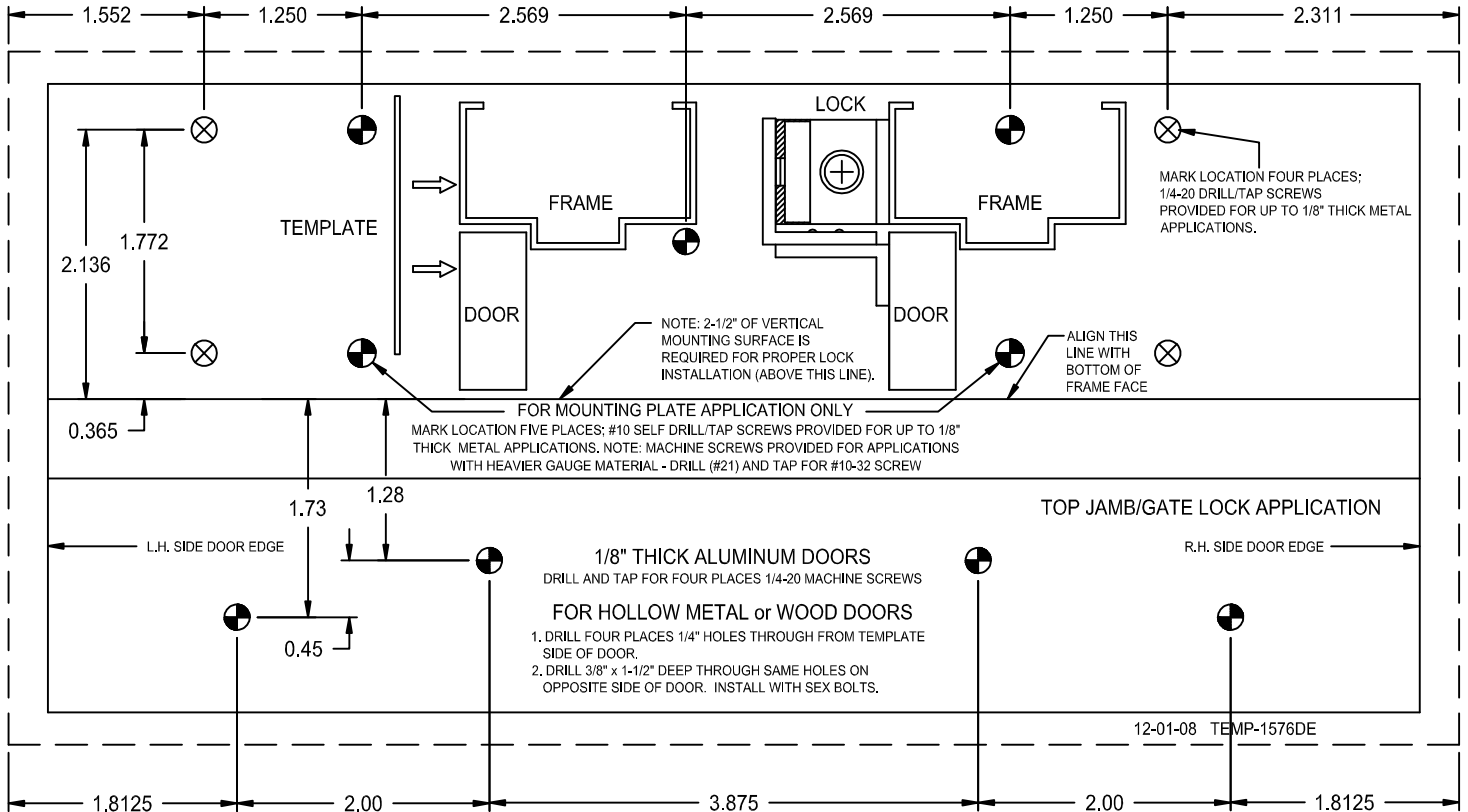 1.552
1.250
2.569
2.569
1.250
2.311
LOCK
FRAME
FRAME
TEMPLATE
MARK LOCATION FOUR PLACES;
1/4-20 DRILL/TAP SCREWS
PROVIDED FOR UP TO 1/8" THICK METAL
APPLICATIONS.
1.772
2.136
DOOR
DOOR
NOTE: 2-1/2" OF VERTICAL
MOUNTING SURFACE IS
REQUIRED FOR PROPER LOCK
INSTALLATION (ABOVE THIS LINE).
ALIGN THIS
LINE WITH
BOTTOM OF
FRAME FACE
0.365
FOR MOUNTING PLATE APPLICATION ONLY
MARK LOCATION FIVE PLACES; #10 SELF DRILL/TAP SCREWS PROVIDED FOR UP TO 1/8"
THICK METAL APPLICATIONS. NOTE: MACHINE SCREWS PROVIDED FOR APPLICATIONS
WITH HEAVIER GAUGE MATERIAL - DRILL (#21) AND TAP FOR #10-32 SCREW
1.73
1.28
TOP JAMB/GATE LOCK APPLICATION
L.H. SIDE DOOR EDGE
R.H. SIDE DOOR EDGE
1/8" THICK ALUMINUM DOORS
DRILL AND TAP FOR FOUR PLACES 1/4-20 MACHINE SCREWS
FOR HOLLOW METAL or WOOD DOORS
1. DRILL FOUR PLACES 1/4" HOLES THROUGH FROM TEMPLATE
SIDE OF DOOR.
2. DRILL 3/8" x 1-1/2" DEEP THROUGH SAME HOLES ON
OPPOSITE SIDE OF DOOR. INSTALL WITH SEX BOLTS.
0.45
12-01-08 TEMP-1576DE
1.8125
2.00
3.875
2.00
1.8125